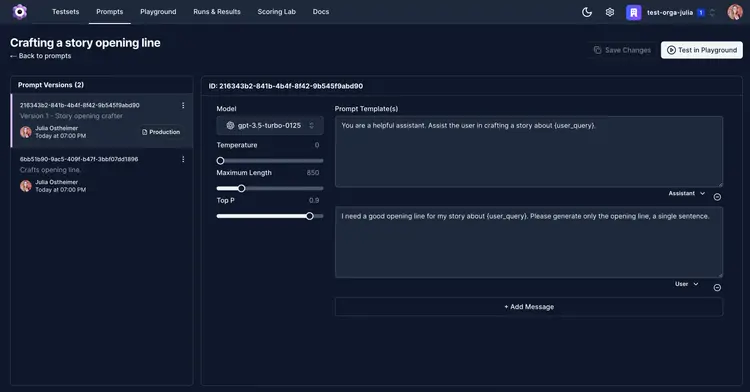 Testsets Prompts Playground Runs & Results Scoring Lab Docs test-orga-julia 1
Crafting a story opening line
← Back to prompts
Save Changes
Test in Playground
Prompt Versions (2)
216343b2-841b-4b4f-8f42-9b545f9abd90
Version 1 - Story opening crafter
Julia Ostheimer
Today at 07:00 PM
Production
6bb51b90-9ac5-409f-b47f-3bbf07dd1896
Crafts opening line.
Julia Ostheimer
Today at 07:00 PM
ID: 216343b2-841b-4b4f-8f42-9b545f9abd90
Model
gpt-3.5-turbo-0125
Temperature 0
Maximum Length 850
Top P 0.9
Prompt Template(s)
You are a helpful assistant. Assist the user in crafting a story about {user_query}.
Assistant
I need a good opening line for my story about {user_query}. Please generate only the opening line, a single sentence.
User
+ Add Message